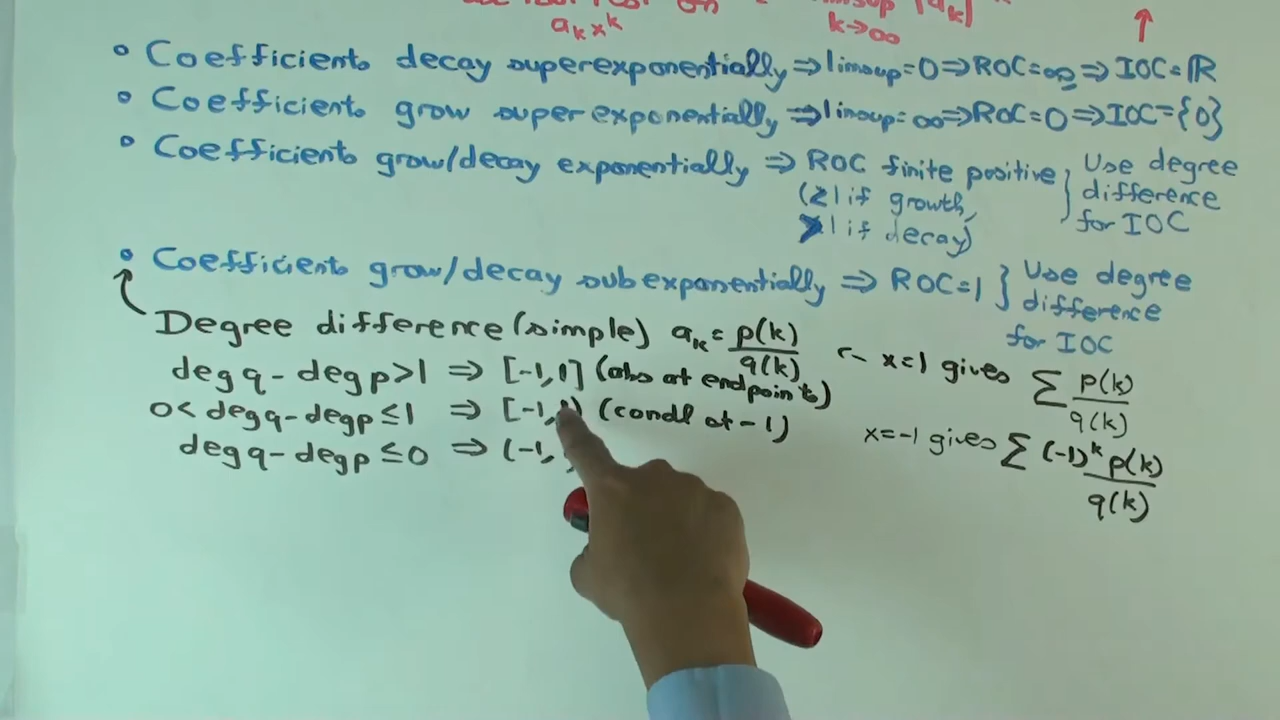 limsup |a_k|
a_k x^k
k→∞
• Coefficients decay superexponentially ⇒ limsup=0 ⇒ ROC=∞ ⇒ IOC=ℝ
• Coefficients grow superexponentially ⇒ limsup=∞ ⇒ ROC=0 ⇒ IOC={0}
• Coefficients grow/decay exponentially ⇒ ROC finite positive
(<1 if growth,
>1 if decay)
} Use degree
difference
for IOC
• Coefficients grow/decay subexponentially ⇒ ROC=1 } Use degree
difference
for IOC
Degree difference (simple) a_k = p(k)/q(k)
deg q - deg p > 1 ⇒ [-1,1] (abs at endpoints)
0 < deg q - deg p ≤ 1 ⇒ [-1,1) (condl at -1)
deg q - deg p ≤ 0 ⇒ (-1,
x=1 gives ∑ p(k)/q(k)
x=-1 gives ∑ (-1)^k p(k)/q(k)